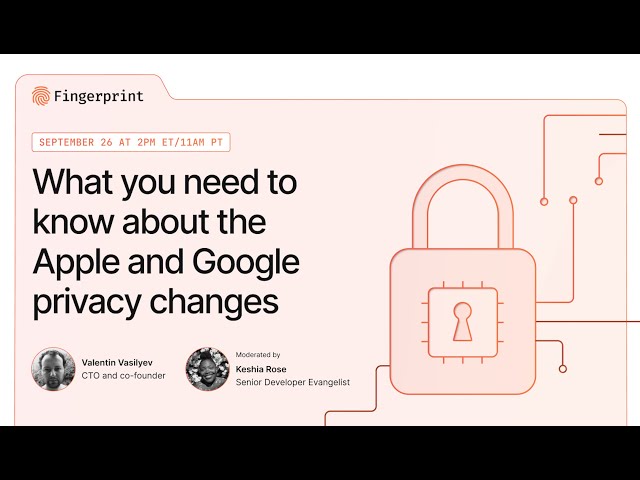 Fingerprint
SEPTEMBER 26 AT 2PM ET/11AM PT
What you need to
know about the
Apple and Google
privacy changes
Valentin Vasilyev
CTO and co-founder
Moderated by
Keshia Rose
Senior Developer Evangelist